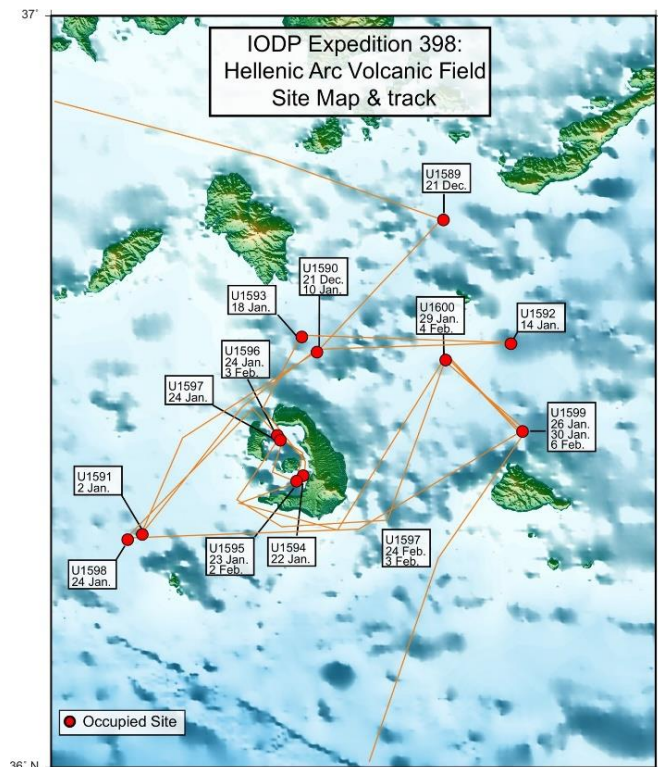 37°
IODP Expedition 398:
Hellenic Arc Volcanic Field
Site Map & track
U1589
21 Dec.
U1590
21 Dec.
10 Jan.
U1593
18 Jan.
U1600
29 Jan.
4 Feb.
U1592
14 Jan.
U1596
24 Jan.
3 Feb.
U1597
24 Jan.
U1599
26 Jan.
30 Jan.
6 Feb.
U1591
2 Jan.
U1598
24 Jan.
U1595
23 Jan.
2 Feb.
U1594
22 Jan.
U1597
24 Feb.
3 Feb.
Occupied Site
36° N